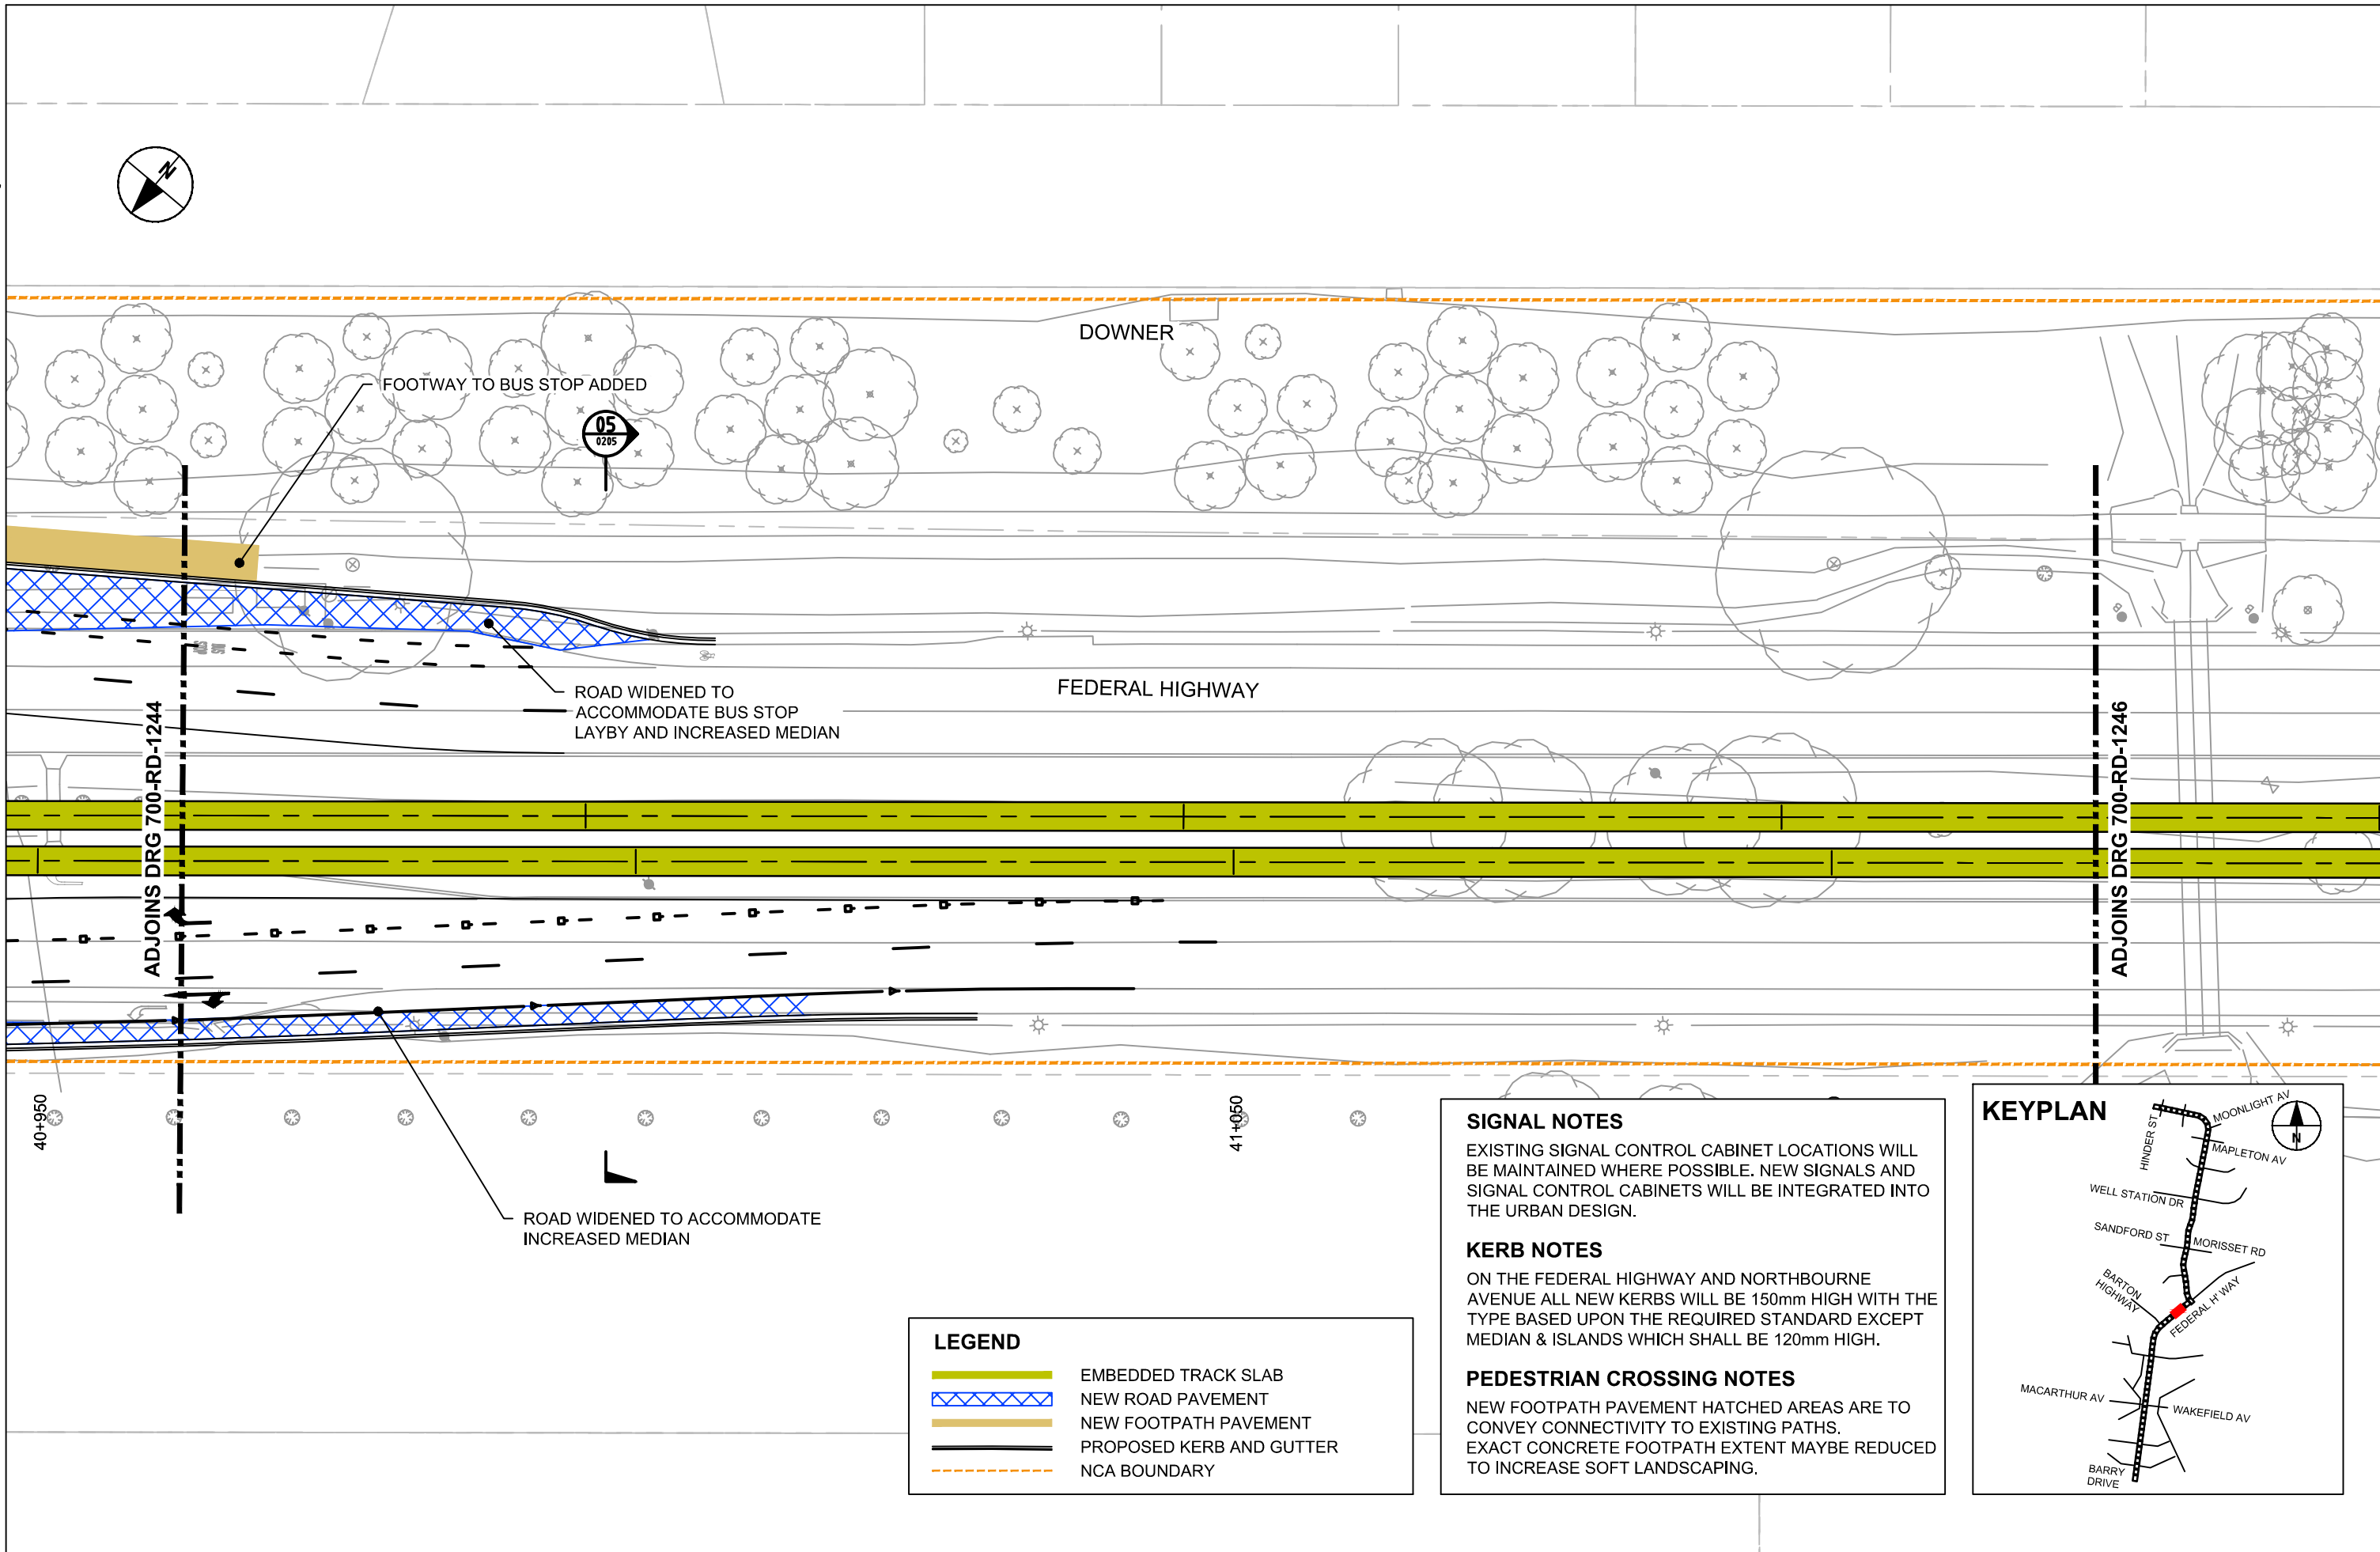 N
DOWNER
FOOTWAY TO BUS STOP ADDED
05
0205
ROAD WIDENED TO
ACCOMMODATE BUS STOP
LAYBY AND INCREASED MEDIAN
FEDERAL HIGHWAY
ADJOINS DRG 700-RD-1244
ADJOINS DRG 700-RD-1246
40+950
41+050
ROAD WIDENED TO ACCOMMODATE
INCREASED MEDIAN
LEGEND
EMBEDDED TRACK SLAB
NEW ROAD PAVEMENT
NEW FOOTPATH PAVEMENT
PROPOSED KERB AND GUTTER
NCA BOUNDARY
SIGNAL NOTES
EXISTING SIGNAL CONTROL CABINET LOCATIONS WILL
BE MAINTAINED WHERE POSSIBLE. NEW SIGNALS AND
SIGNAL CONTROL CABINETS WILL BE INTEGRATED INTO
THE URBAN DESIGN.
KERB NOTES
ON THE FEDERAL HIGHWAY AND NORTHBOURNE
AVENUE ALL NEW KERBS WILL BE 150mm HIGH WITH THE
TYPE BASED UPON THE REQUIRED STANDARD EXCEPT
MEDIAN & ISLANDS WHICH SHALL BE 120mm HIGH.
PEDESTRIAN CROSSING NOTES
NEW FOOTPATH PAVEMENT HATCHED AREAS ARE TO
CONVEY CONNECTIVITY TO EXISTING PATHS.
EXACT CONCRETE FOOTPATH EXTENT MAYBE REDUCED
TO INCREASE SOFT LANDSCAPING.
KEYPLAN
N
MOONLIGHT AV
HINDER ST
MAPLETON AV
WELL STATION DR
SANDFORD ST
MORISSET RD
BARTON
HIGHWAY
FEDERAL H'WAY
MACARTHUR AV
WAKEFIELD AV
BARRY
DRIVE